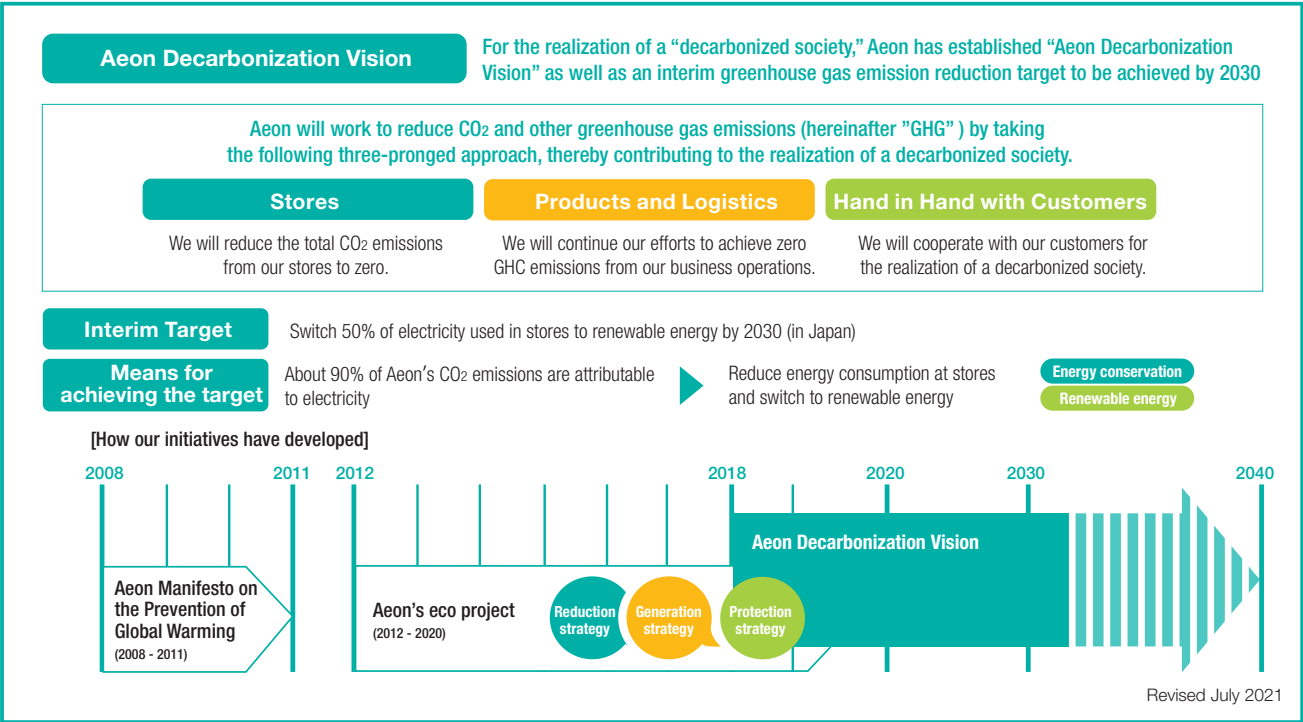 Aeon Decarbonization Vision
For the realization of a “decarbonized society,” Aeon has established “Aeon Decarbonization
Vision” as well as an interim greenhouse gas emission reduction target to be achieved by 2030
Aeon will work to reduce CO2 and other greenhouse gas emissions (hereinafter ”GHG” ) by taking
the following three-pronged approach, thereby contributing to the realization of a decarbonized society.
Stores
We will reduce the total CO2 emissions
from our stores to zero.
Products and Logistics
We will continue our efforts to achieve zero
GHC emissions from our business operations.
Hand in Hand with Customers
We will cooperate with our customers for
the realization of a decarbonized society.
Interim Target
Switch 50% of electricity used in stores to renewable energy by 2030 (in Japan)
Means for
achieving the target
About 90% of Aeon’s CO2 emissions are attributable
to electricity
Reduce energy consumption at stores
and switch to renewable energy
Energy conservation
Renewable energy
[How our initiatives have developed]
2008
2011
2012
2018
2020
2030
2040
Aeon Manifesto on
the Prevention of
Global Warming
(2008 - 2011)
Aeon’s eco project
(2012 - 2020)
Reduction
strategy
Generation
strategy
Protection
strategy
Aeon Decarbonization Vision
Revised July 2021